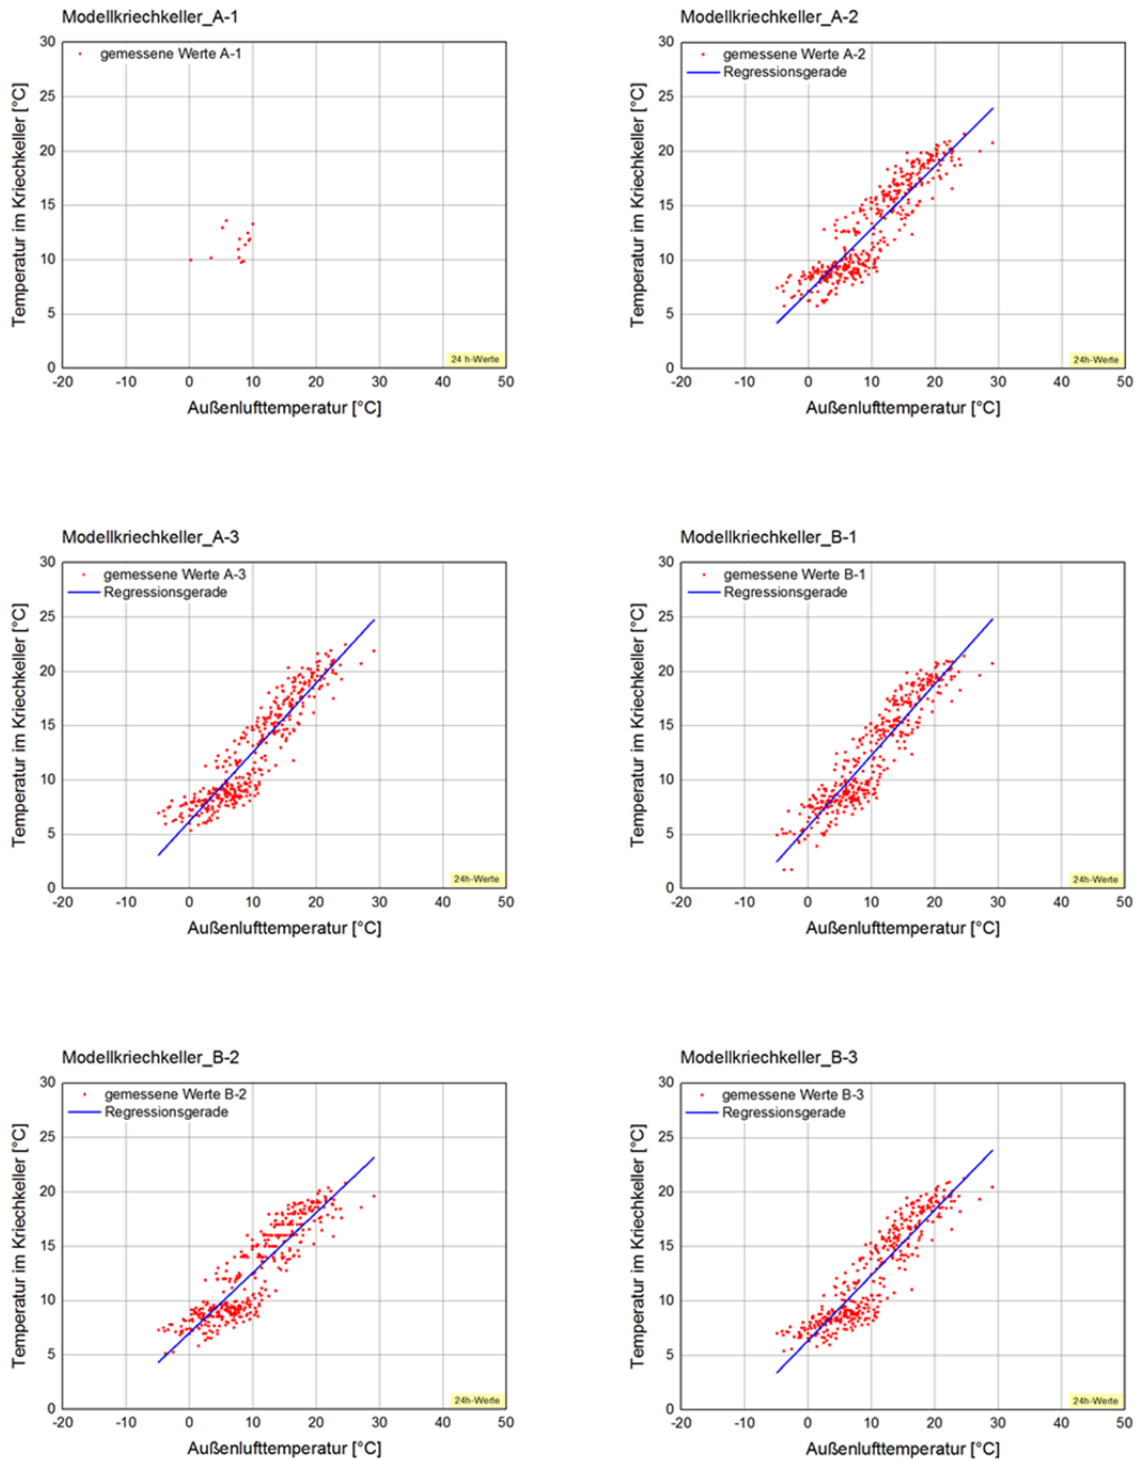 Modellkriechkeller_A-1
30
gemessene Werte A-1
25
20
15
10
5
0
Temperatur im Kriechkeller [°C]
24 h-Werte
-20 -10 0 10 20 30 40 50
Außenlufttemperatur [°C]
Modellkriechkeller_A-2
30
gemessene Werte A-2
Regressionsgerade
25
20
15
10
5
0
Temperatur im Kriechkeller [°C]
24h-Werte
-20 -10 0 10 20 30 40 50
Außenlufttemperatur [°C]
Modellkriechkeller_A-3
30
gemessene Werte A-3
Regressionsgerade
25
20
15
10
5
0
Temperatur im Kriechkeller [°C]
24h-Werte
-20 -10 0 10 20 30 40 50
Außenlufttemperatur [°C]
Modellkriechkeller_B-1
30
gemessene Werte B-1
Regressionsgerade
25
20
15
10
5
0
Temperatur im Kriechkeller [°C]
24h-Werte
-20 -10 0 10 20 30 40 50
Außenlufttemperatur [°C]
Modellkriechkeller_B-2
30
gemessene Werte B-2
Regressionsgerade
25
20
15
10
5
0
Temperatur im Kriechkeller [°C]
24h-Werte
-20 -10 0 10 20 30 40 50
Außenlufttemperatur [°C]
Modellkriechkeller_B-3
30
gemessene Werte B-3
Regressionsgerade
25
20
15
10
5
0
Temperatur im Kriechkeller [°C]
24h-Werte
-20 -10 0 10 20 30 40 50
Außenlufttemperatur [°C]